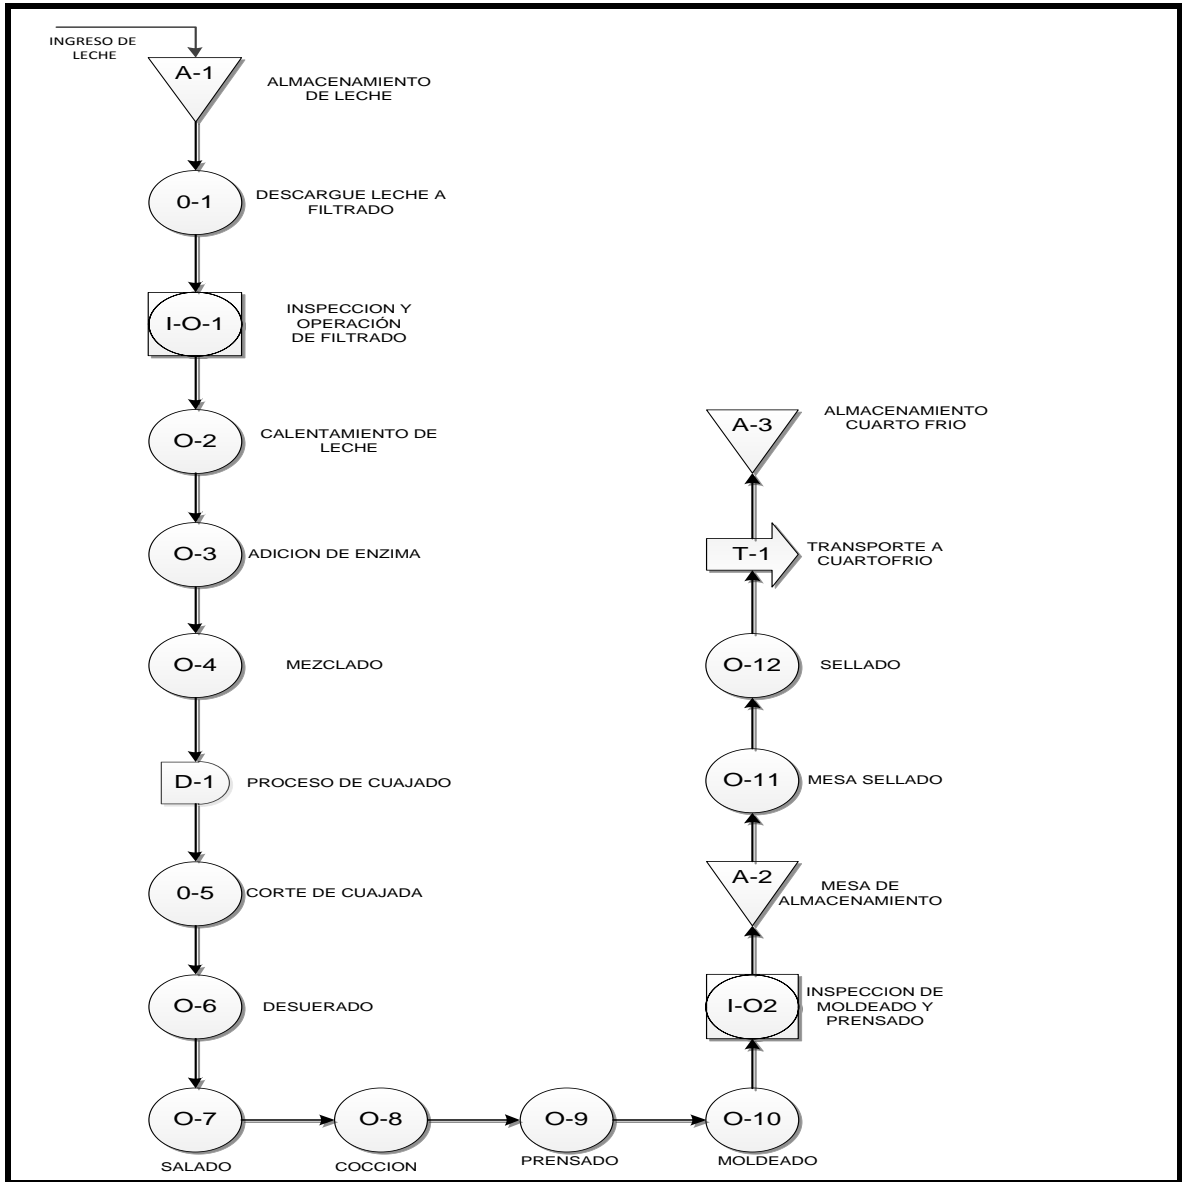 INGRESO DE
LECHE
A-1
ALMACENAMIENTO
DE LECHE
0-1
DESCARGUE LECHE A
FILTRADO
I-O-1
INSPECCION Y
OPERACIÓN
DE FILTRADO
O-2
CALENTAMIENTO DE
LECHE
O-3
ADICION DE ENZIMA
O-4
MEZCLADO
D-1
PROCESO DE CUAJADO
0-5
CORTE DE CUAJADA
O-6
DESUERADO
O-7
SALADO
O-8
COCCION
O-9
PRENSADO
O-10
MOLDEADO
I-O2
INSPECCION DE
MOLDEADO Y
PRENSADO
A-2
MESA DE
ALMACENAMIENTO
O-11
MESA SELLADO
O-12
SELLADO
T-1
TRANSPORTE A
CUARTOFRIO
A-3
ALMACENAMIENTO
CUARTO FRIO